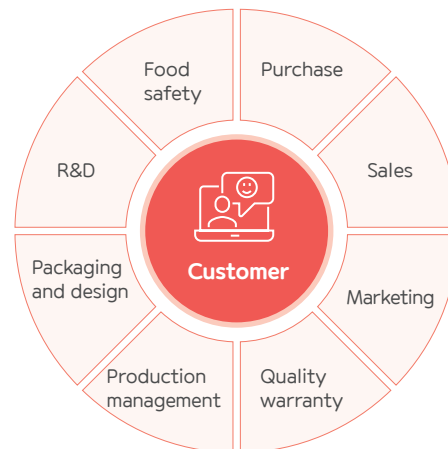 Food
safety
Purchase
R&D
Sales
Customer
Packaging
and design
Marketing
Production
management
Quality
warranty